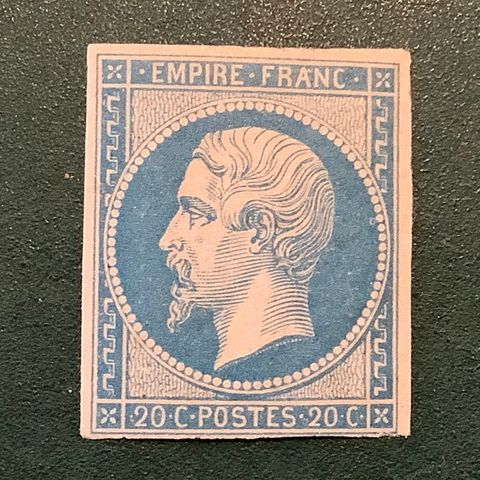 · EMPIRE · FRANC ·
· 20 · C · POSTES · 20 C ·